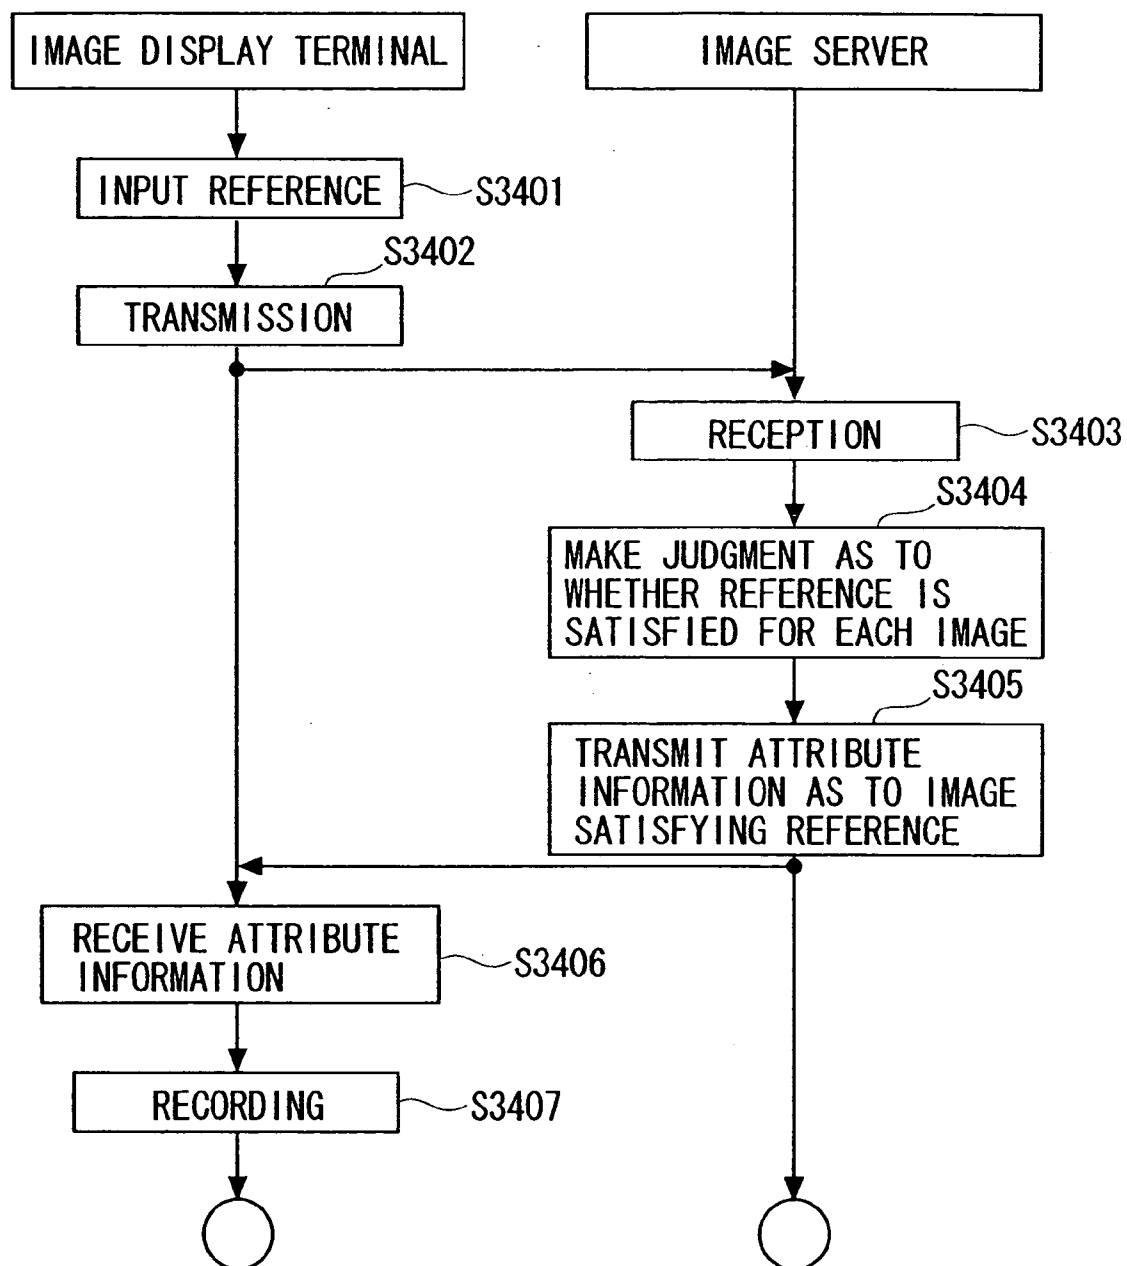 IMAGE DISPLAY TERMINAL
IMAGE SERVER
INPUT REFERENCE
S3401
S3402
TRANSMISSION
RECEPTION
S3403
S3404
MAKE JUDGMENT AS TO
WHETHER REFERENCE IS
SATISFIED FOR EACH IMAGE
S3405
TRANSMIT ATTRIBUTE
INFORMATION AS TO IMAGE
SATISFYING REFERENCE
RECEIVE ATTRIBUTE
INFORMATION
S3406
RECORDING
S3407